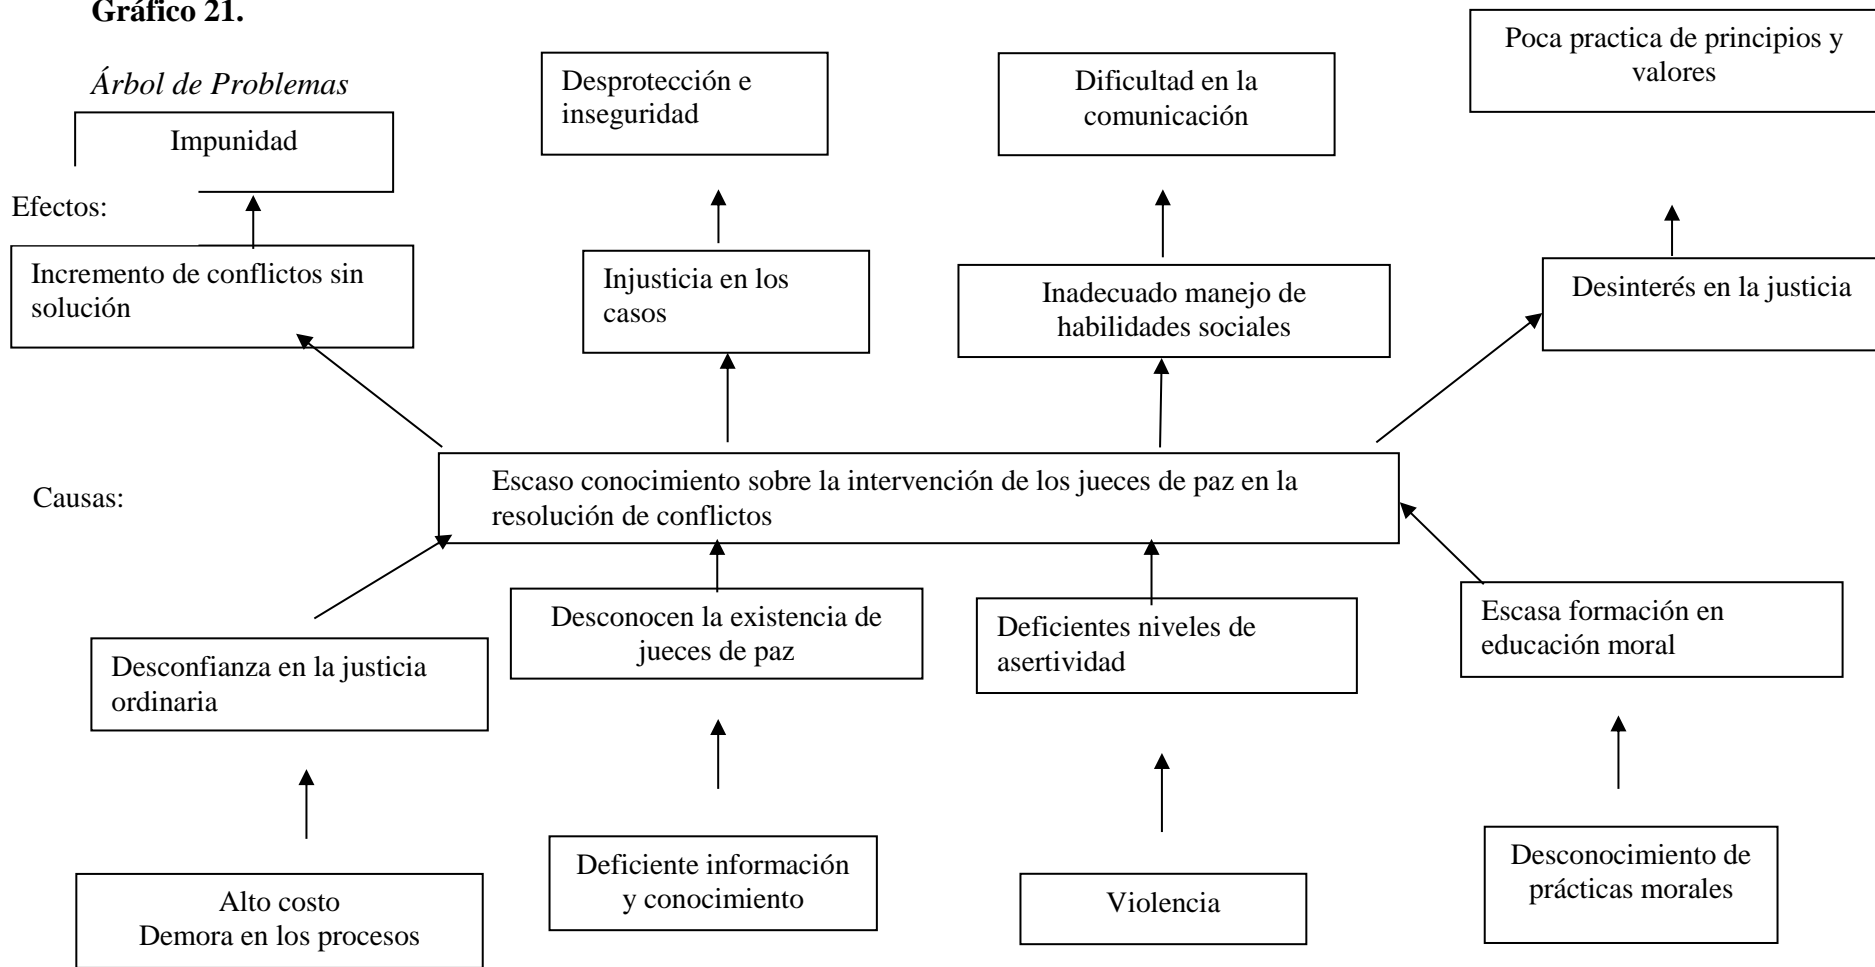 Gráfico 21.
Árbol de Problemas
Impunidad
Desprotección e
inseguridad
Dificultad en la
comunicación
Poca practica de principios y
valores
Efectos:
Incremento de conflictos sin
solución
Injusticia en los
casos
Inadecuado manejo de
habilidades sociales
Desinterés en la justicia
Causas:
Escaso conocimiento sobre la intervención de los jueces de paz en la
resolución de conflictos
Desconfianza en la justicia
ordinaria
Desconocen la existencia de
jueces de paz
Deficientes niveles de
asertividad
Escasa formación en
educación moral
Alto costo
Demora en los procesos
Deficiente información
y conocimiento
Violencia
Desconocimiento de
prácticas morales